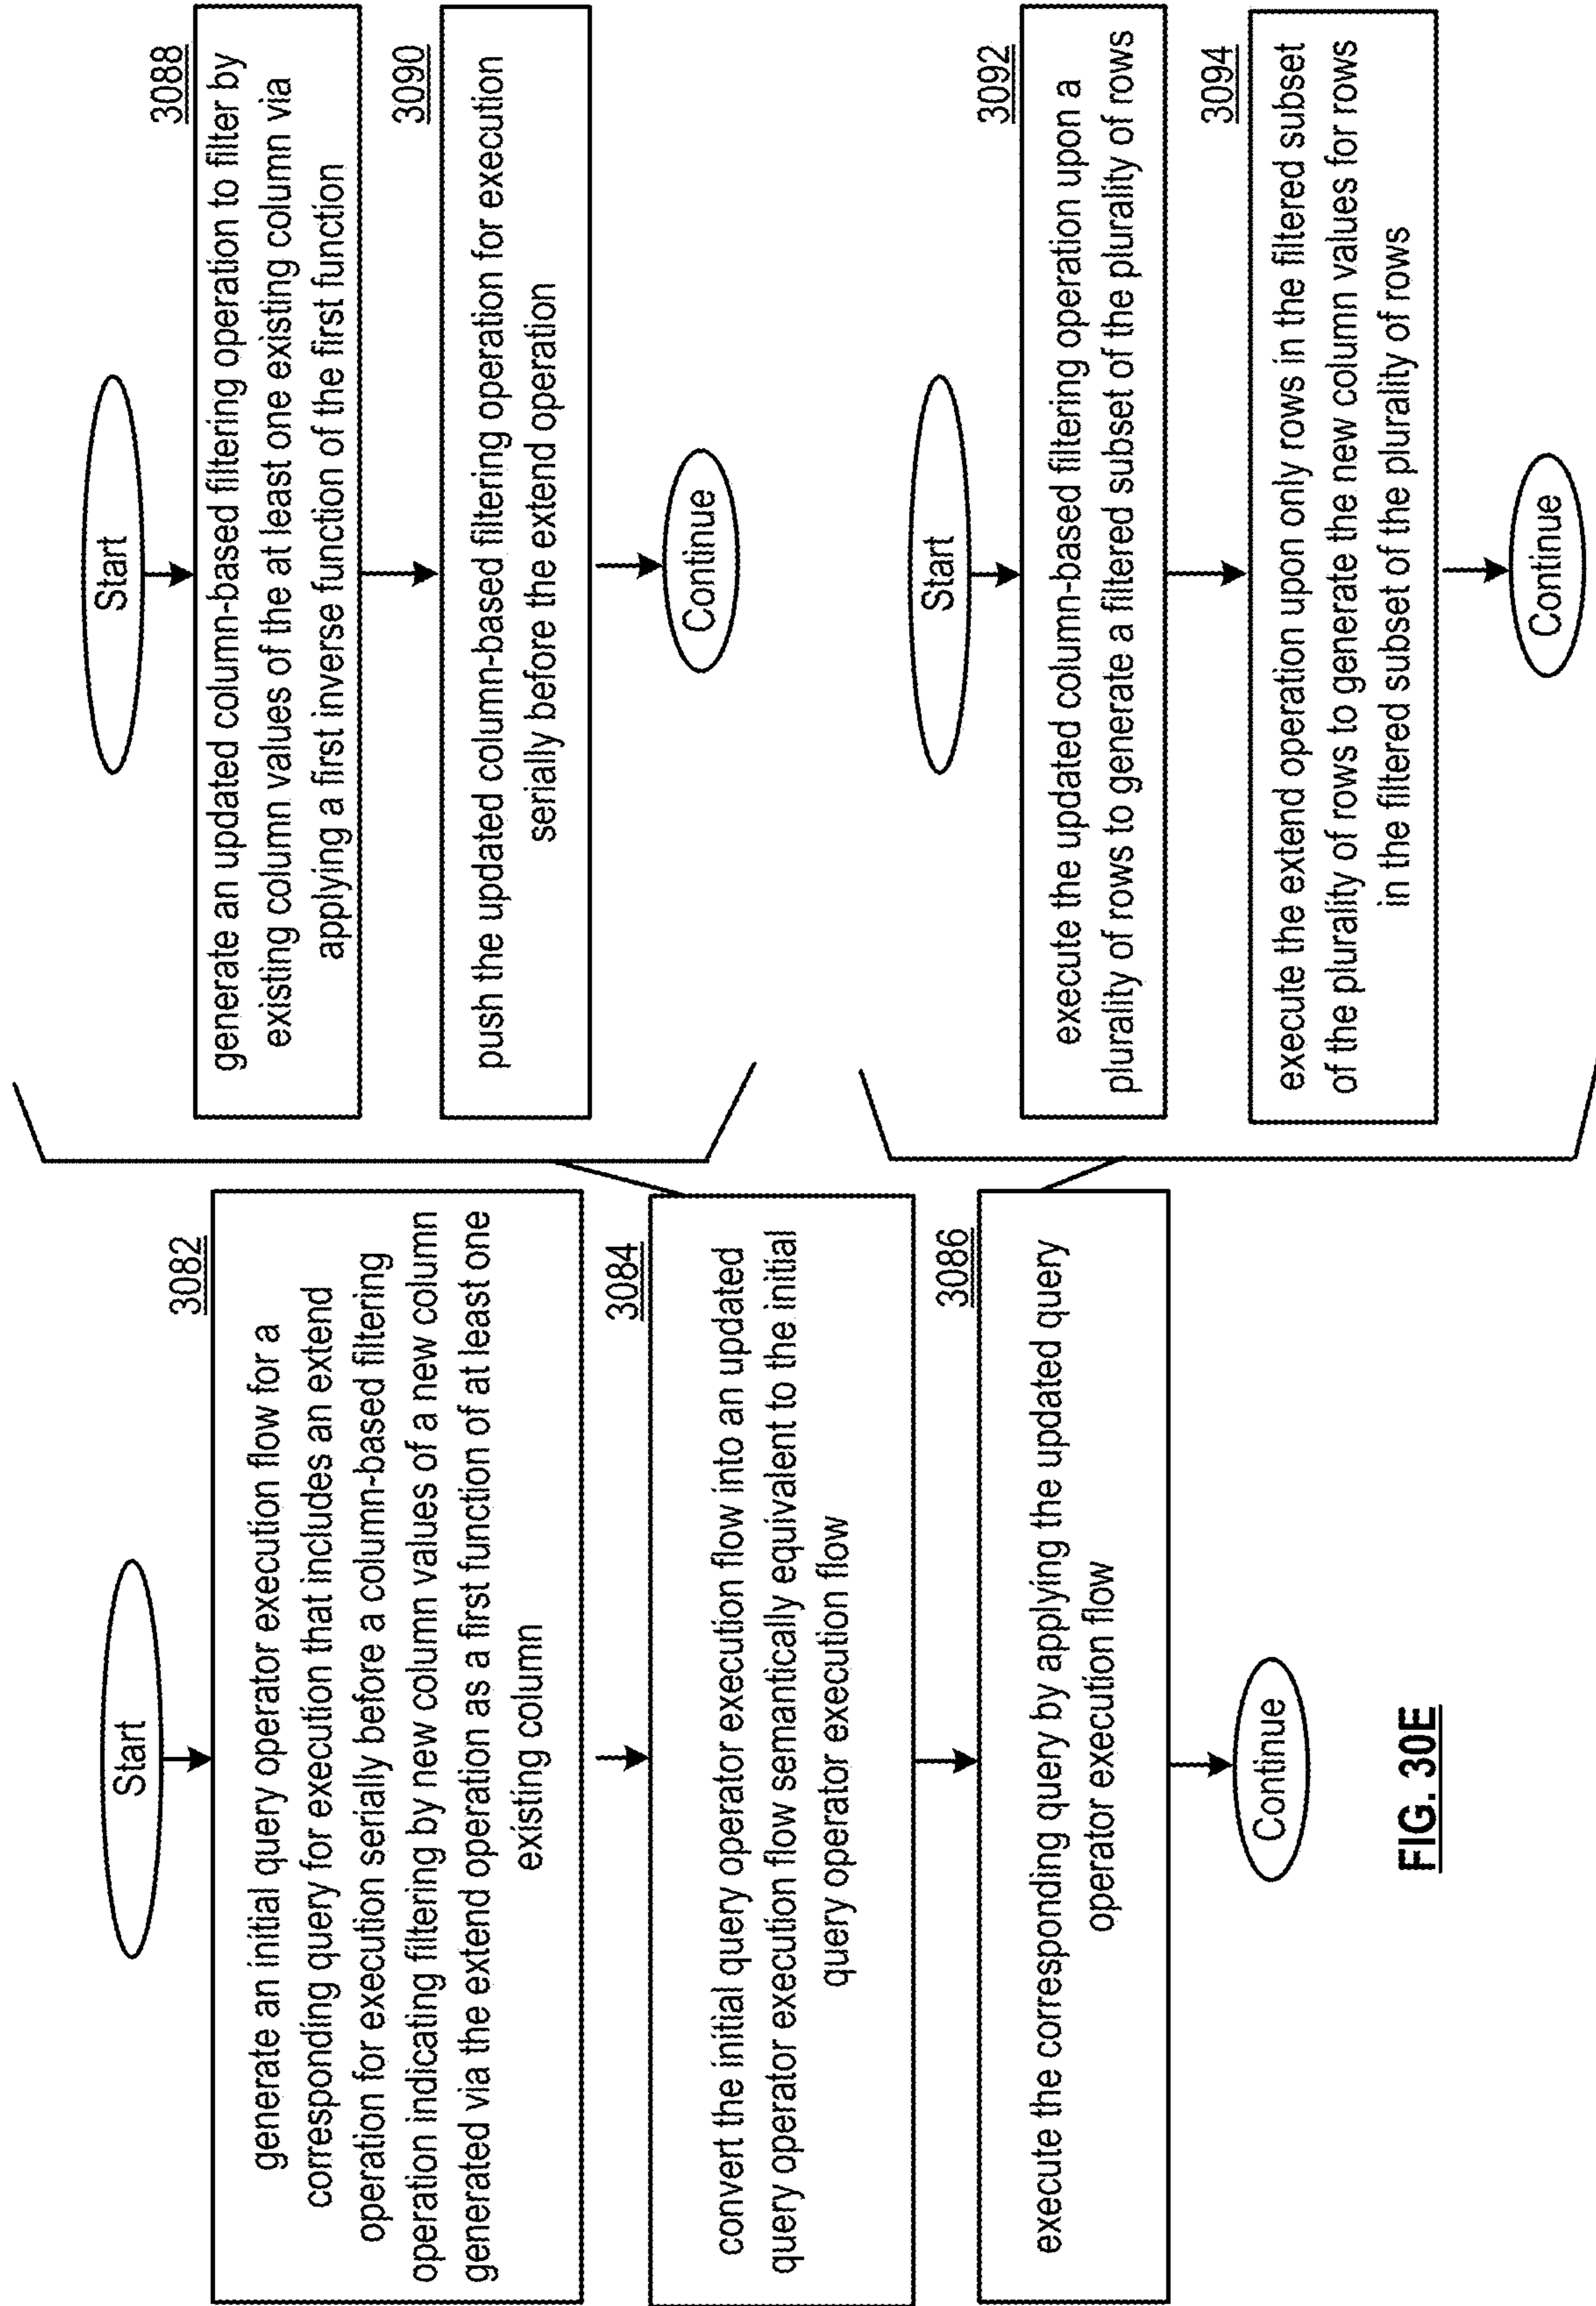 Start
3082
generate an initial query operator execution flow for a
corresponding query for execution that includes an extend
operation for execution serially before a column-based filtering
operation indicating filtering by new column values of a new column
generated via the extend operation as a first function of at least one
existing column
3084
convert the initial query operator execution flow into an updated
query operator execution flow semantically equivalent to the initial
query operator execution flow
3086
execute the corresponding query by applying the updated query
operator execution flow
Continue
Start
3088
generate an updated column-based filtering operation to filter by
existing column values of the at least one existing column via
applying a first inverse function of the first function
3090
push the updated column-based filtering operation for execution
serially before the extend operation
Continue
Start
3092
execute the updated column-based filtering operation upon a
plurality of rows to generate a filtered subset of the plurality of rows
3094
execute the extend operation upon only rows in the filtered subset
of the plurality of rows to generate the new column values for rows
in the filtered subset of the plurality of rows
Continue
FIG. 30E